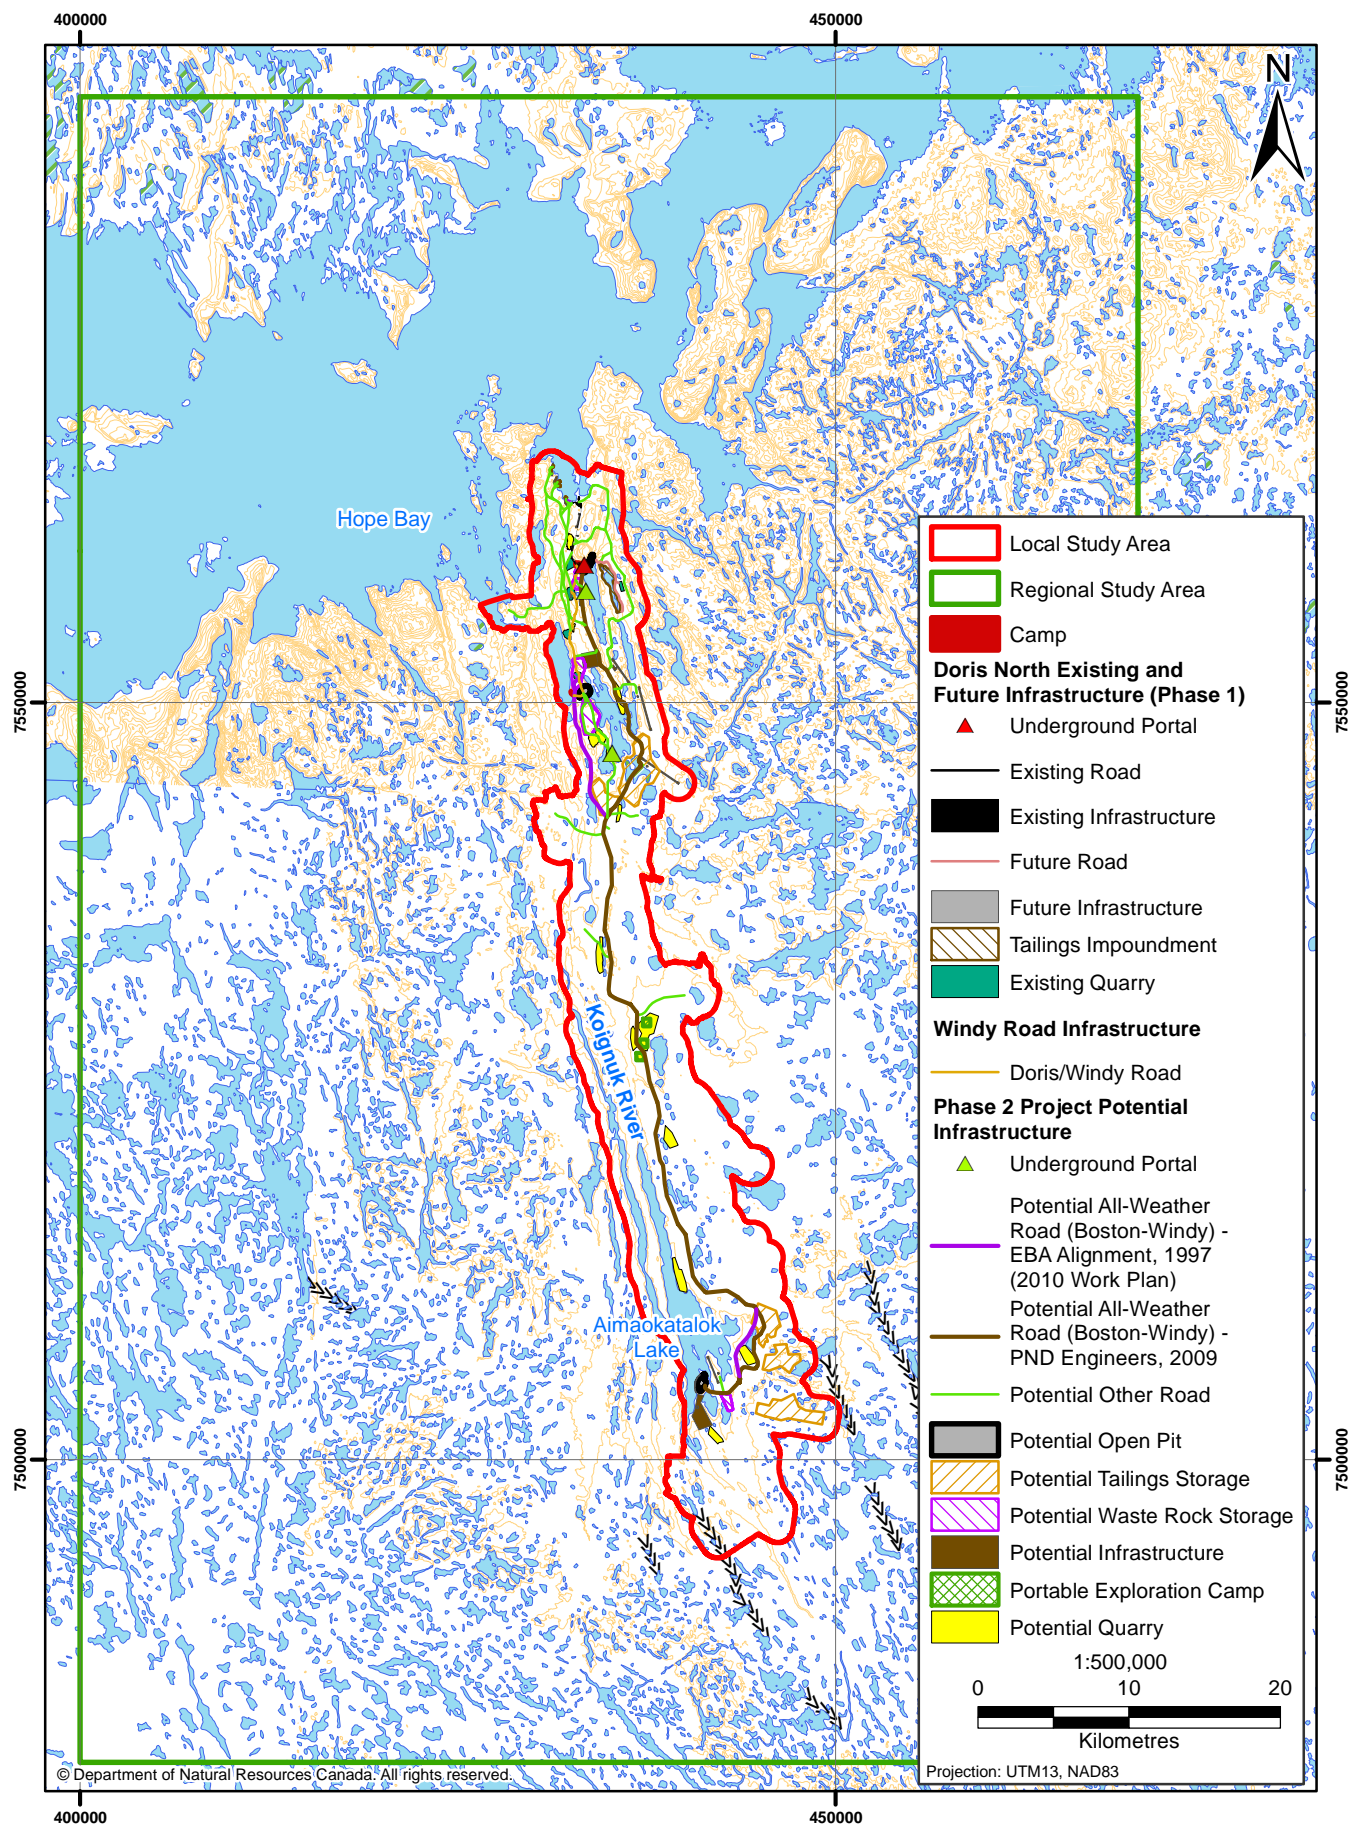 400000
450000
N
Hope Bay
7550000
7550000
Koignuk River
Aimaokatalok
Lake
7500000
7500000
Local Study Area
Regional Study Area
Camp
Doris North Existing and
Future Infrastructure (Phase 1)
Underground Portal
Existing Road
Existing Infrastructure
Future Road
Future Infrastructure
Tailings Impoundment
Existing Quarry
Windy Road Infrastructure
Doris/Windy Road
Phase 2 Project Potential
Infrastructure
Underground Portal
Potential All-Weather
Road (Boston-Windy) -
EBA Alignment, 1997
(2010 Work Plan)
Potential All-Weather
Road (Boston-Windy) -
PND Engineers, 2009
Potential Other Road
Potential Open Pit
Potential Tailings Storage
Potential Waste Rock Storage
Potential Infrastructure
Portable Exploration Camp
Potential Quarry
1:500,000
0 10 20
Kilometres
Projection: UTM13, NAD83
© Department of Natural Resources Canada. All rights reserved.
400000
450000